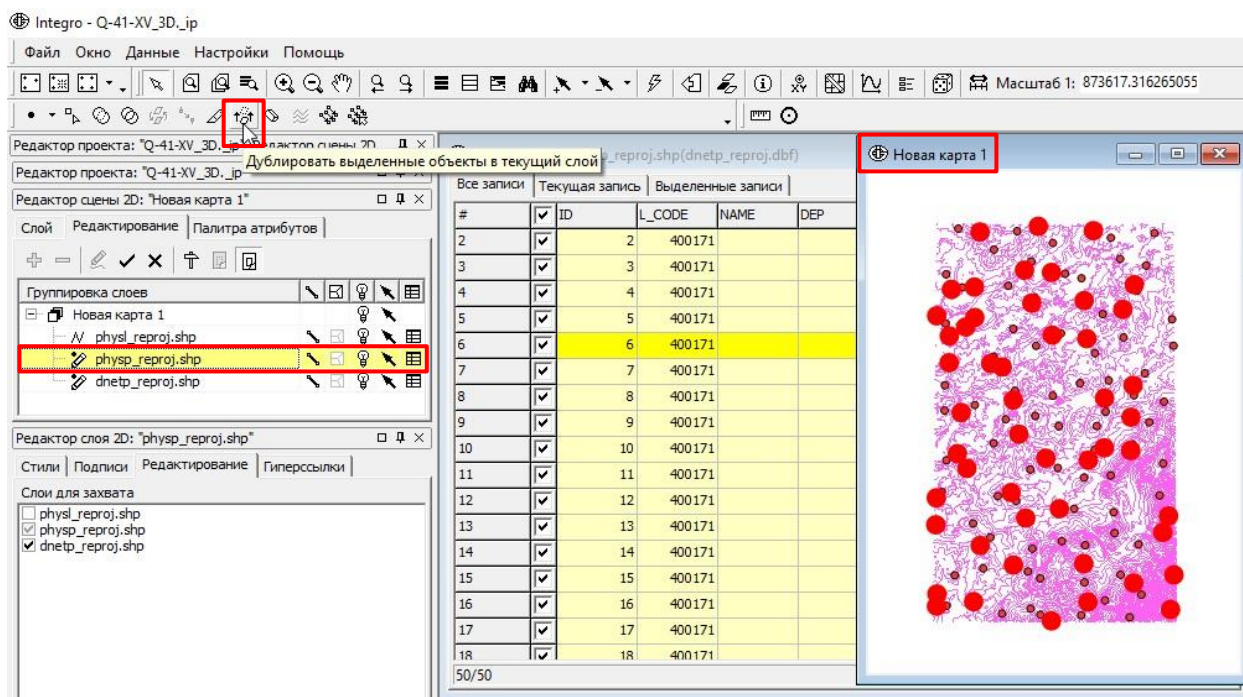 Integro - Q-41-XV_3D._ip
Файл Окно Данные Настройки Помощь
Масштаб 1: 873617.316265055
Редактор проекта: "Q-41-XV_3D._ip"
Редактор сцены 2D
Дублировать выделенные объекты в текущий слой
_reproj.shp(dnetp_reproj.dbf)
Редактор проекта: "Q-41-XV_3D._ip"
Редактор сцены 2D: "Новая карта 1"
Слой Редактирование Палитра атрибутов
Группировка слоев
Новая карта 1
physl_reproj.shp
physp_reproj.shp
dnetp_reproj.shp
Редактор слоя 2D: "physp_reproj.shp"
Стили Подписи Редактирование Гиперссылки
Слои для захвата
physl_reproj.shp
physp_reproj.shp
dnetp_reproj.shp
Все записи Текущая запись Выделенные записи
# ID L_CODE NAME DEP
2 2 400171
3 3 400171
4 4 400171
5 5 400171
6 6 400171
7 7 400171
8 8 400171
9 9 400171
10 10 400171
11 11 400171
12 12 400171
13 13 400171
14 14 400171
15 15 400171
16 16 400171
17 17 400171
18 18 400171
50/50
Новая карта 1